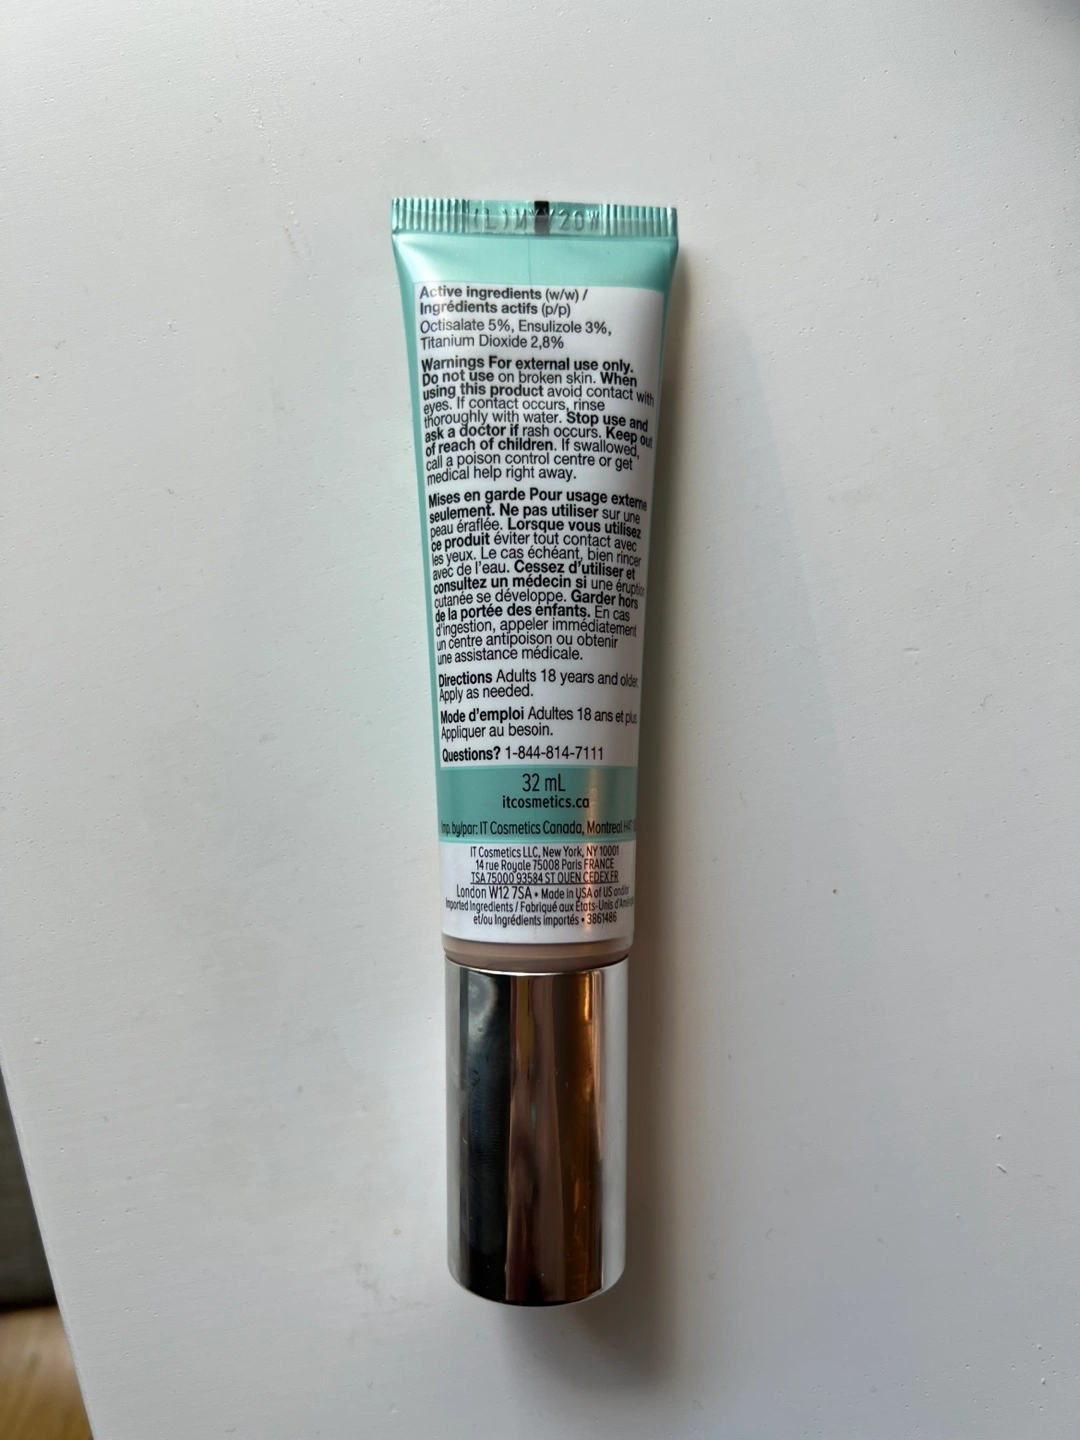 Active ingredients (w/w) /
Ingrédients actifs (p/p)
Octisalate 5%, Ensulizole 3%,
Titanium Dioxide 2,8%
Warnings For external use only.
Do not use on broken skin. When
using this product avoid contact with
eyes. If contact occurs, rinse
thoroughly with water. Stop use and
ask a doctor if rash occurs. Keep out
of reach of children. If swallowed,
call a poison control centre or get
medical help right away.
Mises en garde Pour usage externe
seulement. Ne pas utiliser sur une
peau éraflée. Lorsque vous utilisez
ce produit éviter tout contact avec
les yeux. Le cas échéant, bien rincer
avec de l'eau. Cessez d'utiliser et
consultez un médecin si une éruption
cutanée se développe. Garder hors
de la portée des enfants. En cas
d'ingestion, appeler immédiatement
un centre antipoison ou obtenir
une assistance médicale.
Directions Adults 18 years and older.
Apply as needed.
Mode d'emploi Adultes 18 ans et plus.
Appliquer au besoin.
Questions? 1-844-814-7111
32 mL
itcosmetics.ca
Imp. by/par: IT Cosmetics Canada, Montreal
IT Cosmetics LLC, New York, NY 10001
14 rue Royale 75008 Paris FRANCE
TSA 75000 93584 ST OUEN CEDEX FR
London W12 7SA • Made in USA of US and/or
Imported Ingredients / Fabriqué aux États-Unis
et/ou Ingrédients importés • 3861486